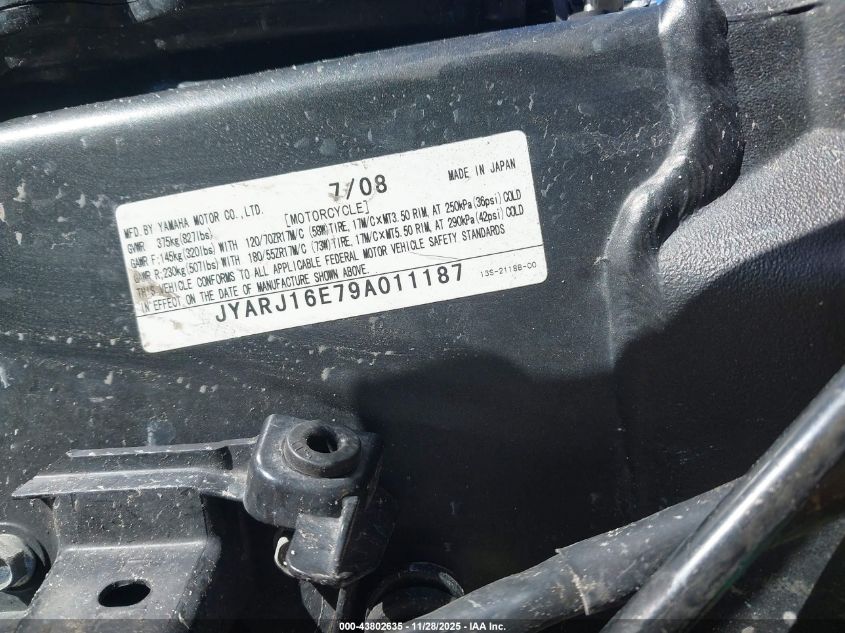 7/08
MADE IN JAPAN
MFD.BY YAMAHA MOTOR CO.,LTD. [MOTORCYCLE]
GVWR 375kg(827lbs)
GAWR F:145kg(320lbs)WITH 120/70ZR17M/C (58W)TIRE, 17M/C×MT3.50 RIM, AT 250kPa(36psi)COLD
GAWR R:230kg(507lbs)WITH 180/55ZR17M/C (73W)TIRE, 17M/C×MT5.50 RIM, AT 290kPa(42psi)COLD
THIS VEHICLE CONFORMS TO ALL APPLICABLE FEDERAL MOTOR VEHICLE SAFETY STANDARDS
IN EFFECT ON THE DATE OF MANUFACTURE SHOWN ABOVE.
JYARJ16E79A011187
13S-2118B-C0
000-43802635 - 11/28/2025 - IAA Inc.